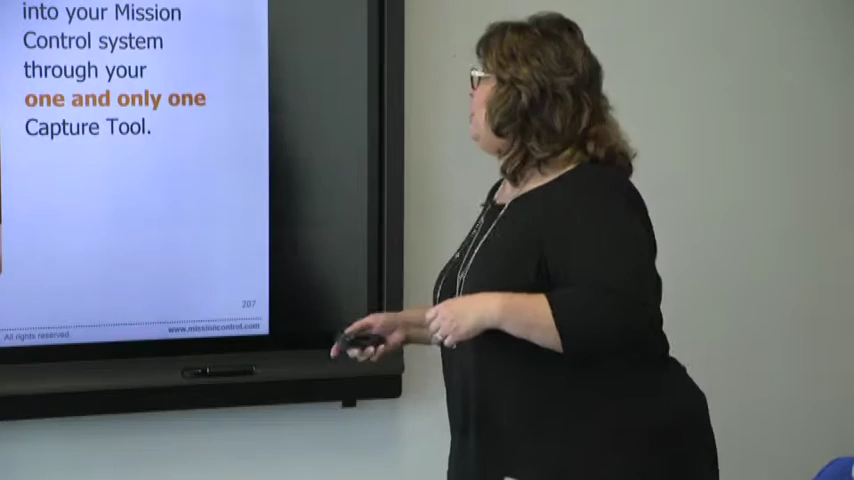 into your Mission
Control system
through your
one and only one
Capture Tool.
207
All rights reserved.
www.missioncontrol.com